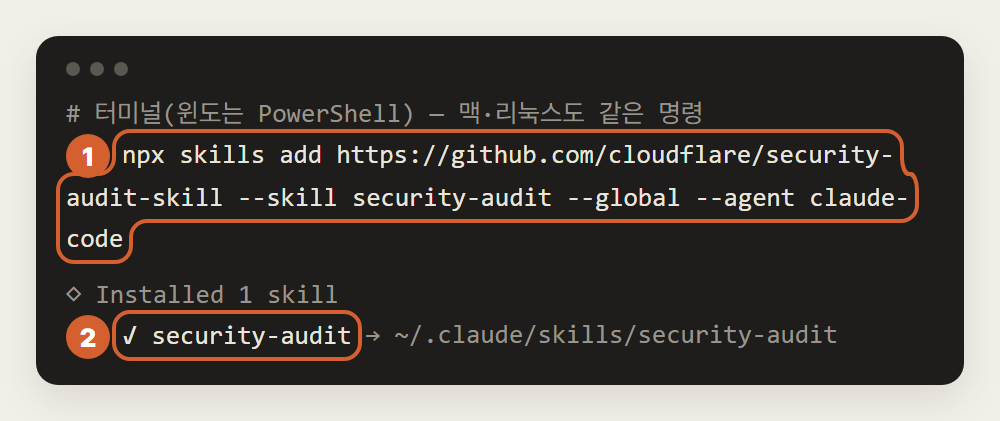 # 터미널(윈도는 PowerShell) — 맥·리눅스도 같은 명령
1 npx skills add https://github.com/cloudflare/security-
audit-skill --skill security-audit --global --agent claude-
code
◇ Installed 1 skill
2 ✓ security-audit → ~/.claude/skills/security-audit